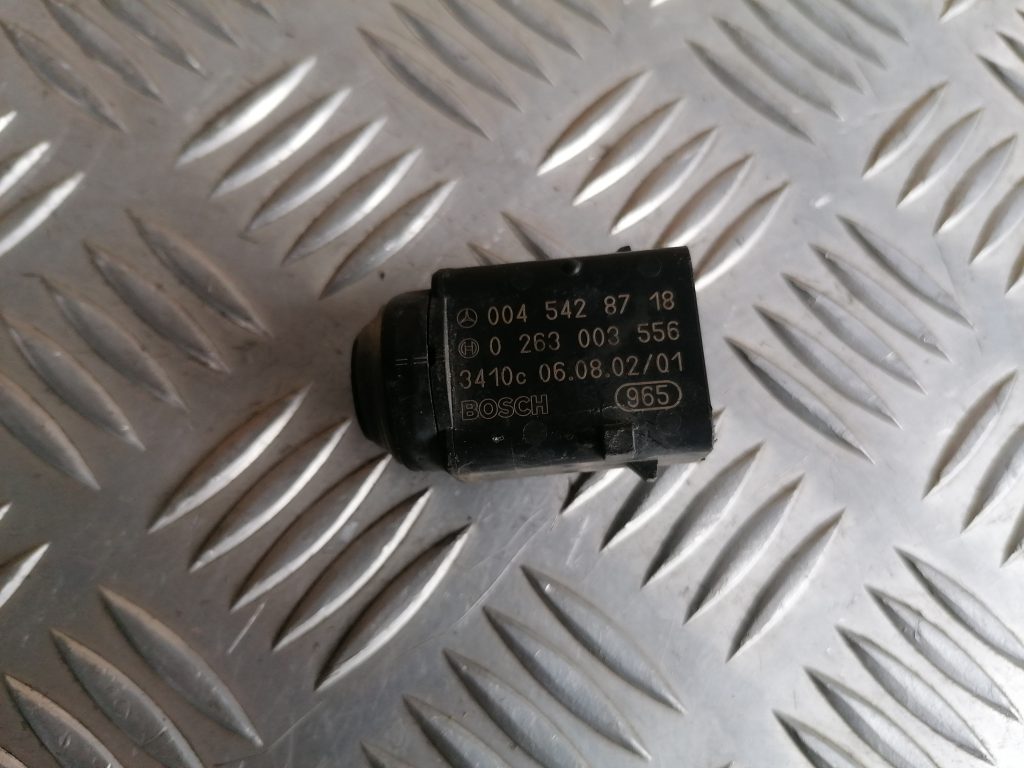 004 542 87 18
0 263 003 556
3410c 06.08.02/01
BOSCH 965